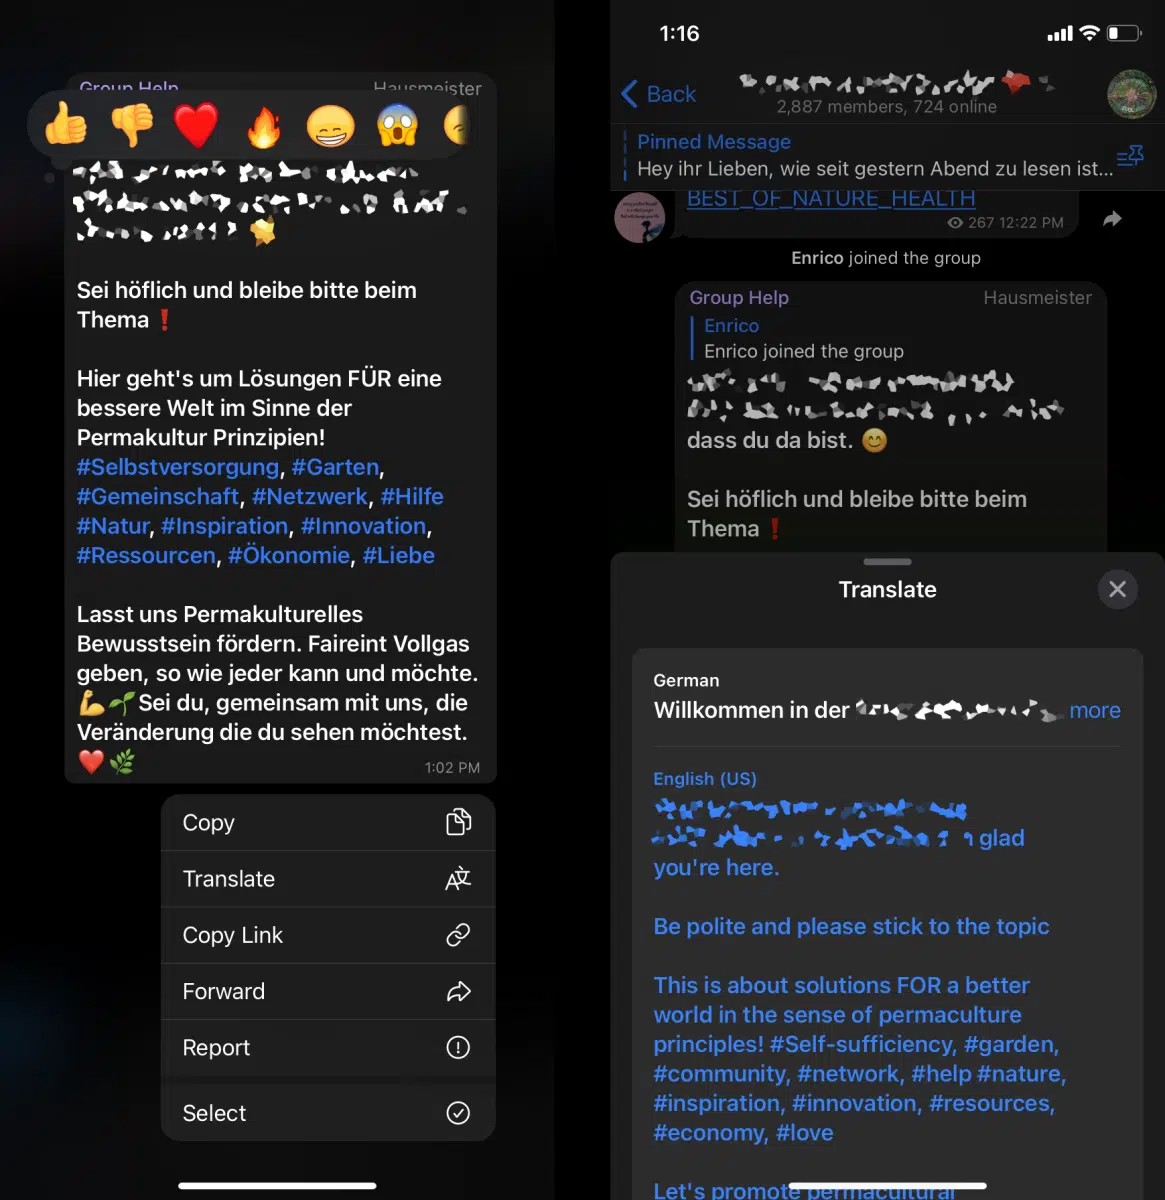 Group Help
Hausmeister
Sei höflich und bleibe bitte beim
Thema❗
Hier geht's um Lösungen FÜR eine
bessere Welt im Sinne der
Permakultur Prinzipien!
#Selbstversorgung, #Garten,
#Gemeinschaft, #Netzwerk, #Hilfe
#Natur, #Inspiration, #Innovation,
#Ressourcen, #Ökonomie, #Liebe
Lasst uns Permakulturelles
Bewusstsein fördern. Faireint Vollgas
geben, so wie jeder kann und möchte.
💪🌱Sei du, gemeinsam mit uns, die
Veränderung die du sehen möchtest.
❤️🌿
1:02 PM
Copy
Translate
Copy Link
Forward
Report
Select
1:16
Back
2,887 members, 724 online
Pinned Message
Hey ihr Lieben, wie seit gestern Abend zu lesen ist...
BEST_OF_NATURE_HEALTH
267 12:22 PM
Enrico joined the group
Group Help
Hausmeister
Enrico
Enrico joined the group
dass du da bist. 😊
Sei höflich und bleibe bitte beim
Thema❗
Translate
German
Willkommen in der
more
English (US)
glad
you're here.
Be polite and please stick to the topic
This is about solutions FOR a better
world in the sense of permaculture
principles! #Self-sufficiency, #garden,
#community, #network, #help #nature,
#inspiration, #innovation, #resources,
#economy, #love
Let's promote permacultural